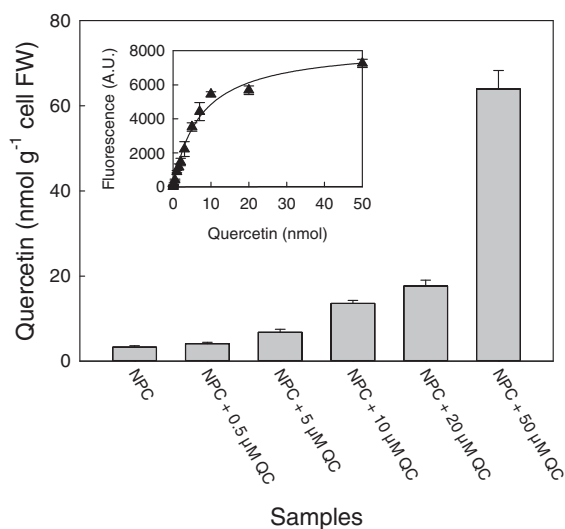 80
60
40
20
0
Quercetin (nmol g⁻¹ cell FW)
8000
6000
4000
2000
0
Fluorescence (A.U.)
0 10 20 30 40 50
Quercetin (nmol)
NPC
NPC + 0.5 µM QC
NPC + 5 µM QC
NPC + 10 µM QC
NPC + 20 µM QC
NPC + 50 µM QC
Samples